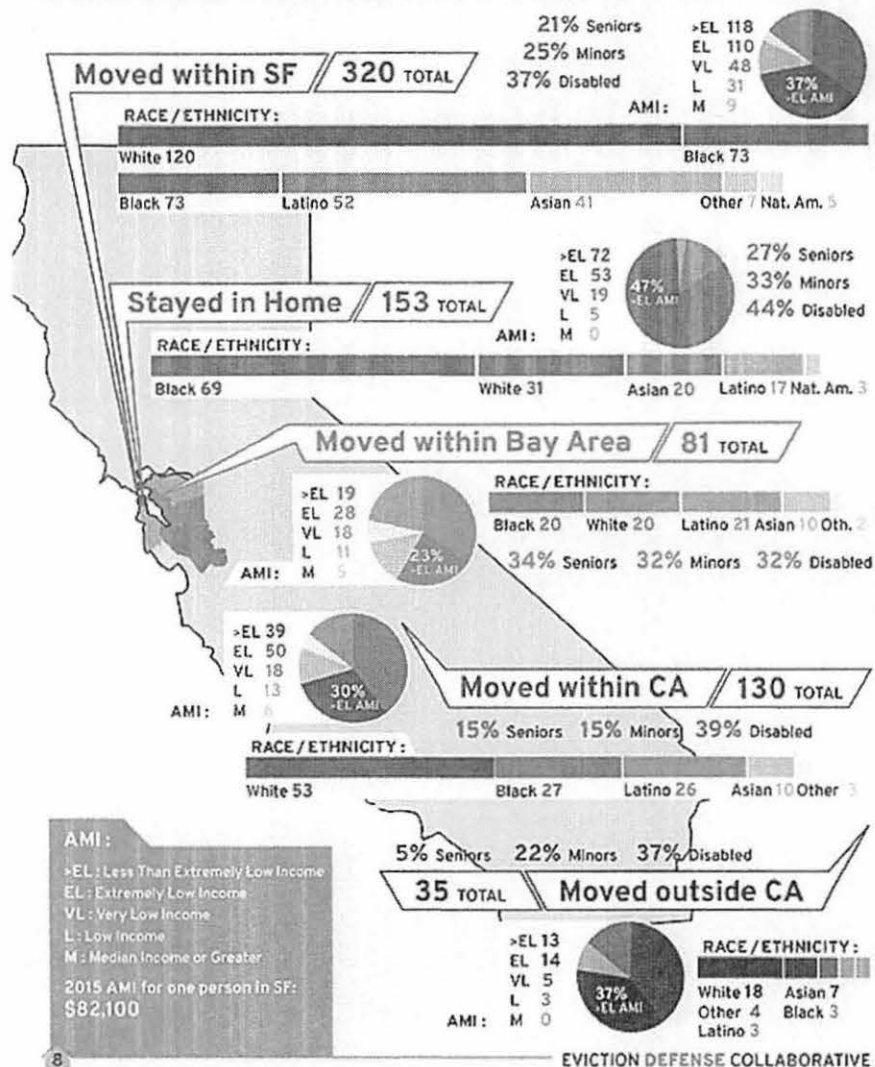 21% Seniors
25% Minors
37% Disabled
>EL 118
EL 110
VL 48
L 31
AMI: M 9
37%
>EL AMI
Moved within SF // 320 TOTAL
RACE/ETHNICITY:
White 120 Black 73
Black 73 Latino 52 Asian 41 Other 7 Nat. Am. 5
>EL 72
EL 53
VL 19
L 5
AMI: M 0
47%
>EL AMI
27% Seniors
33% Minors
44% Disabled
Stayed in Home // 153 TOTAL
RACE/ETHNICITY:
Black 69 White 31 Asian 20 Latino 17 Nat. Am. 3
Moved within Bay Area // 81 TOTAL
>EL 19
EL 28
VL 18
L 11
AMI: M 5
23%
>EL AMI
RACE/ETHNICITY:
Black 20 White 20 Latino 21 Asian 10 Oth. 2
34% Seniors 32% Minors 32% Disabled
>EL 39
EL 50
VL 18
L 13
AMI: M 6
30%
>EL AMI
Moved within CA // 130 TOTAL
15% Seniors 15% Minors 39% Disabled
RACE/ETHNICITY:
White 53 Black 27 Latino 26 Asian 10 Other 3
AMI:
>EL : Less Than Extremely Low Income
EL : Extremely Low Income
VL : Very Low Income
L : Low Income
M : Median Income or Greater
2015 AMI for one person in SF:
$82,100
5% Seniors 22% Minors 37% Disabled
35 TOTAL // Moved outside CA
>EL 13
EL 14
VL 5
L 3
AMI: M 0
37%
>EL AMI
RACE/ETHNICITY:
White 18 Asian 7
Other 4 Black 3
Latino 3
8
EVICTION DEFENSE COLLABORATIVE